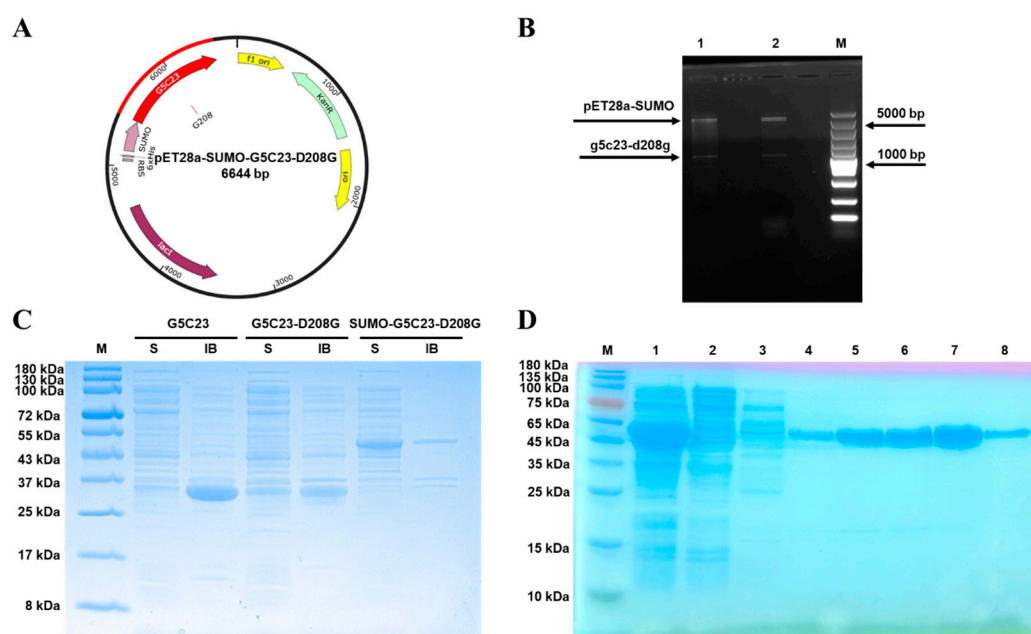 A
f1 ori
1000
KanR
ori
2000
3000
4000
lacI
5000
RBS
6xHis
SUMO
6000
G5C23
G208
pET28a-SUMO-G5C23-D208G
6644 bp
B
1 2 M
pET28a-SUMO
5000 bp
g5c23-d208g
1000 bp
C
G5C23 G5C23-D208G SUMO-G5C23-D208G
M S IB S IB S IB
180 kDa
130 kDa
100 kDa
72 kDa
55 kDa
43 kDa
37 kDa
25 kDa
17 kDa
8 kDa
D
M 1 2 3 4 5 6 7 8
180 kDa
135 kDa
100 kDa
75 kDa
65 kDa
45 kDa
35 kDa
25 kDa
15 kDa
10 kDa